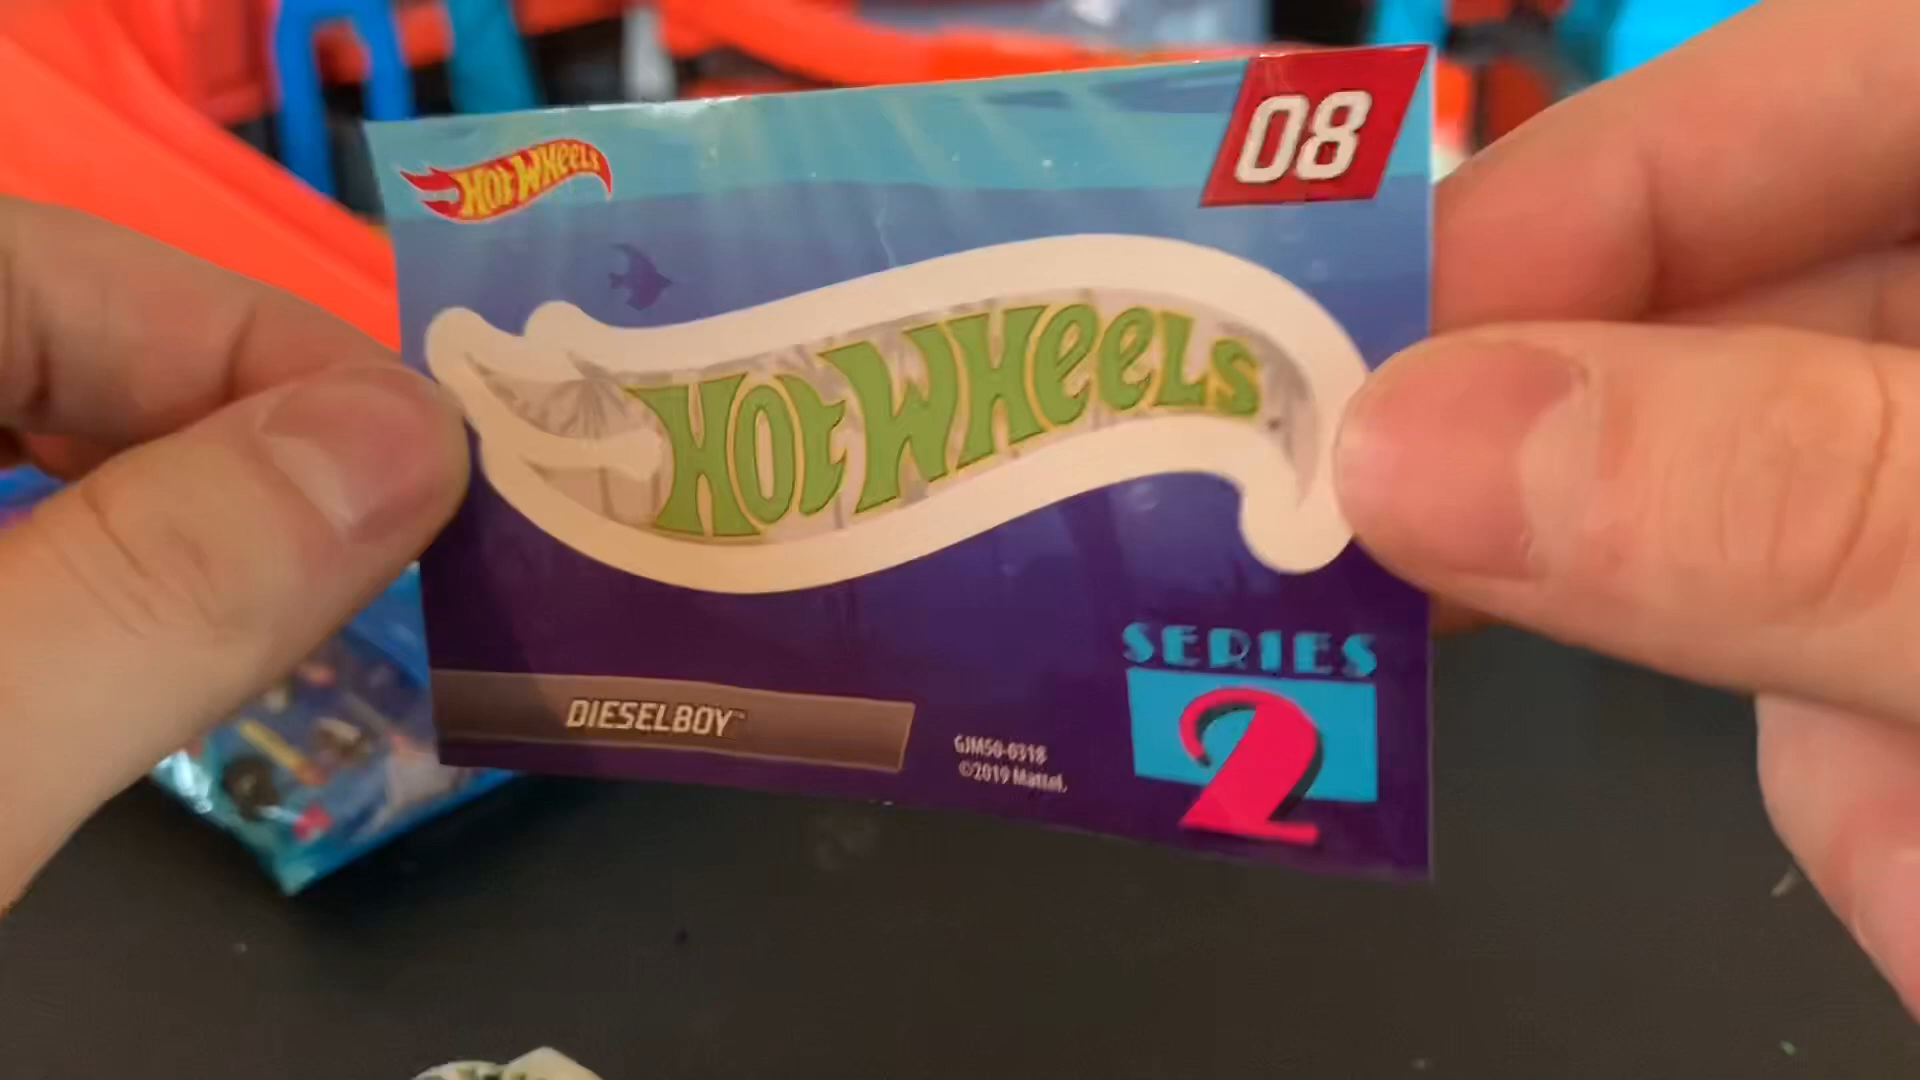 HOT WHEELS
08
HOT WHEELS
SERIES
2
DIESELBOY™
GJM50-0318
©2019 Mattel.